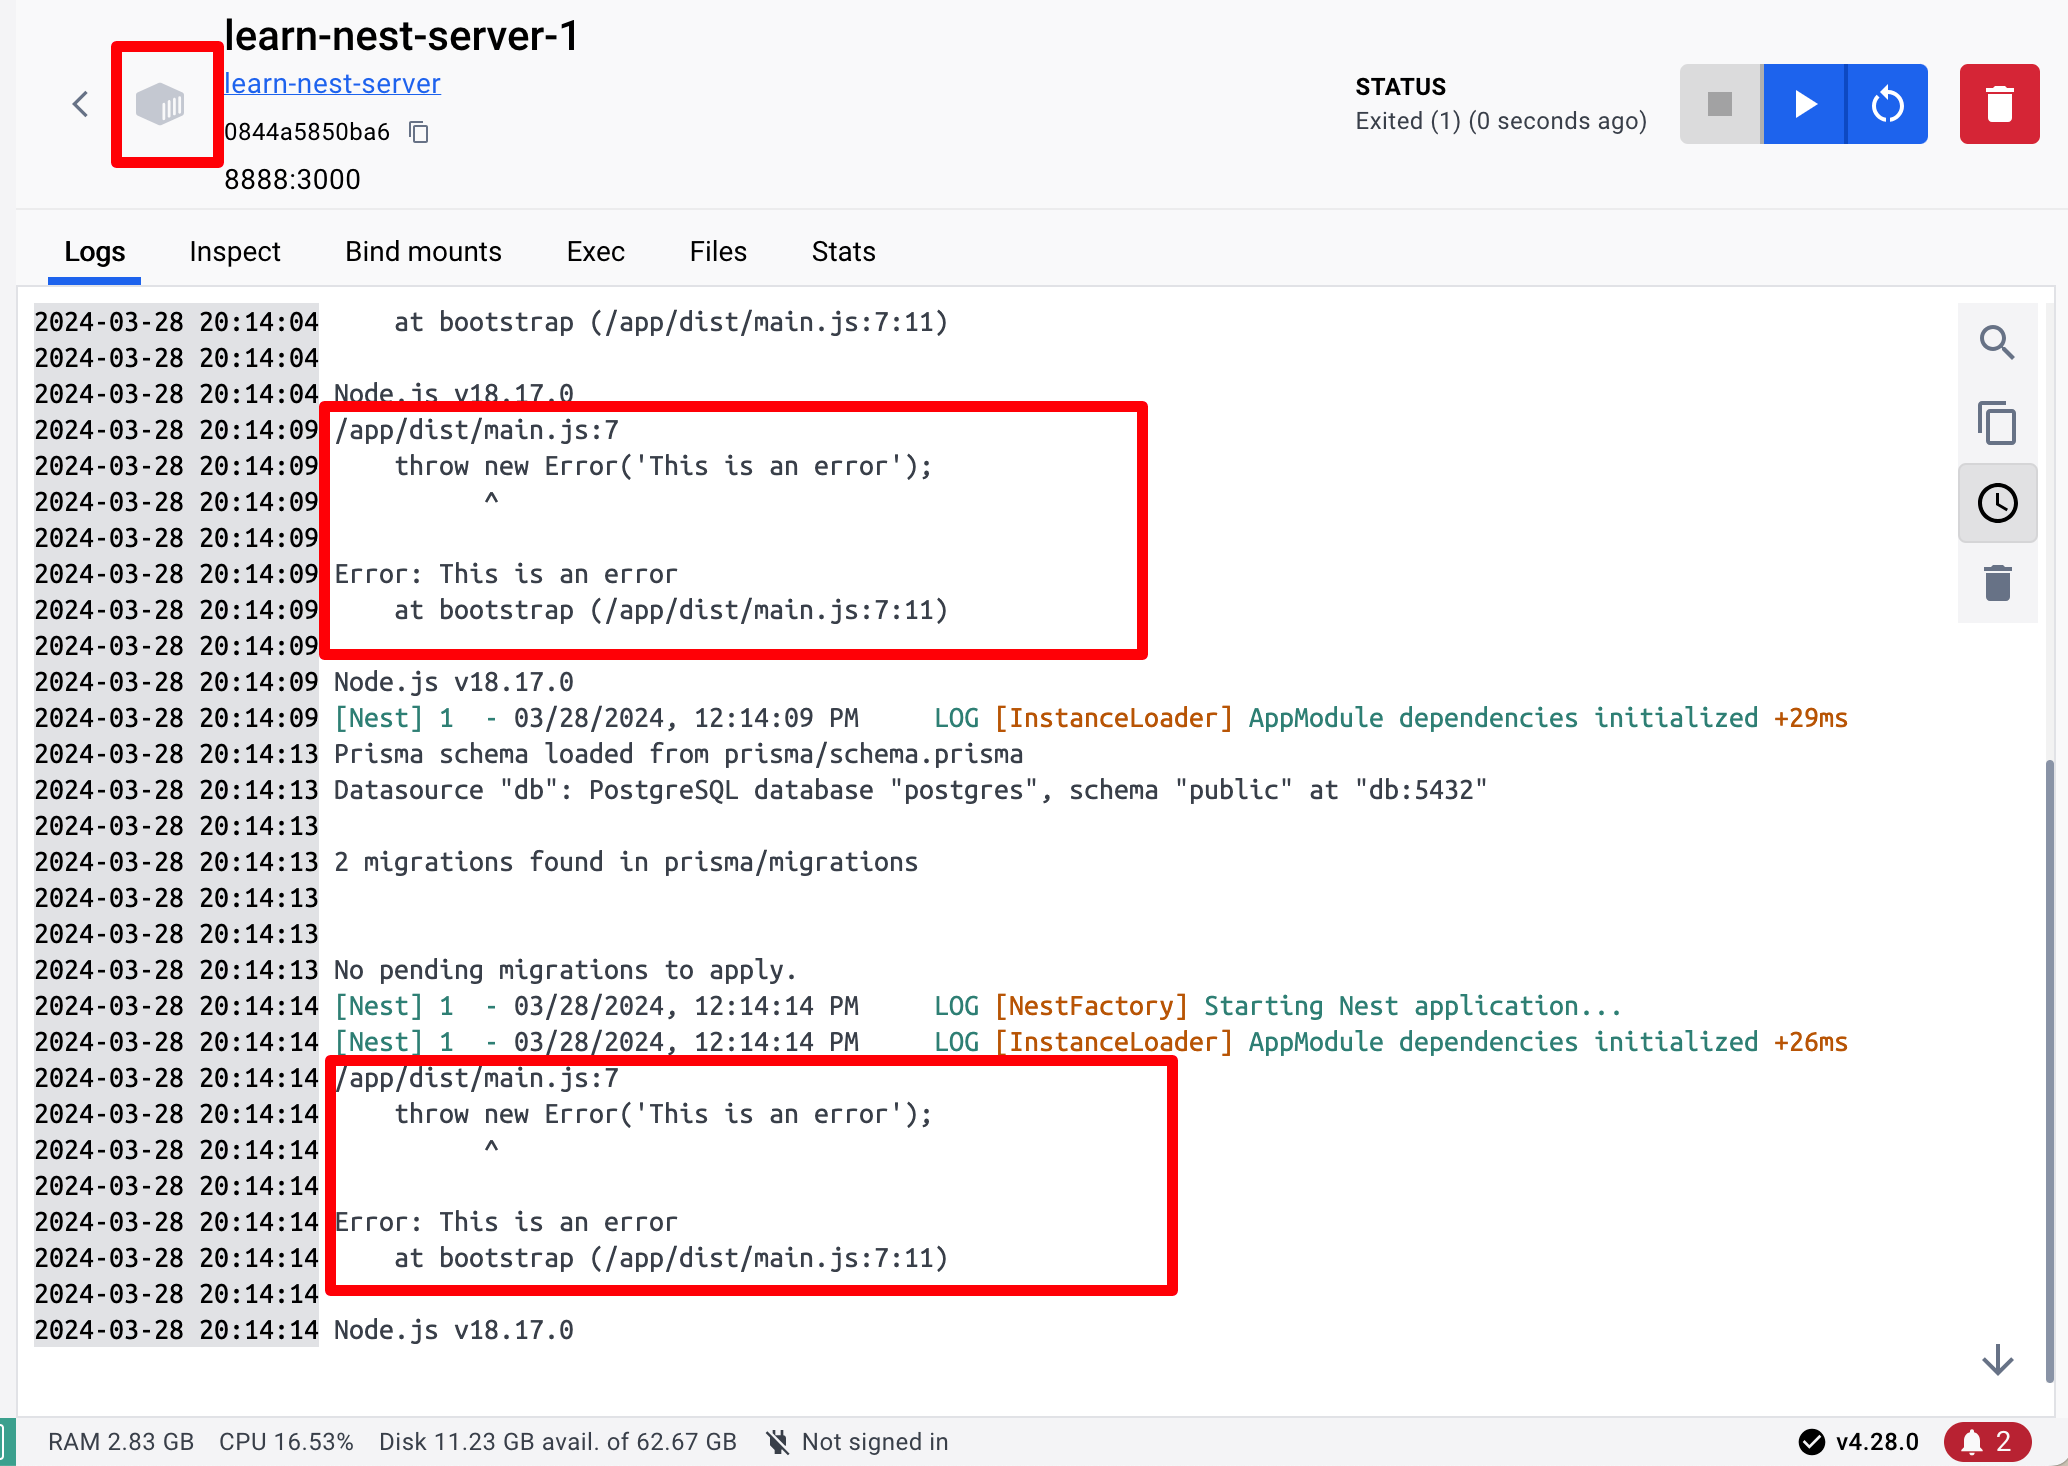 learn-nest-server-1
learn-nest-server
0844a5850ba6
8888:3000
STATUS
Exited (1) (0 seconds ago)
Logs Inspect Bind mounts Exec Files Stats
2024-03-28 20:14:04     at bootstrap (/app/dist/main.js:7:11)
2024-03-28 20:14:04
2024-03-28 20:14:04 Node.js v18.17.0
2024-03-28 20:14:09 /app/dist/main.js:7
2024-03-28 20:14:09     throw new Error('This is an error');
2024-03-28 20:14:09           ^
2024-03-28 20:14:09
2024-03-28 20:14:09 Error: This is an error
2024-03-28 20:14:09     at bootstrap (/app/dist/main.js:7:11)
2024-03-28 20:14:09
2024-03-28 20:14:09 Node.js v18.17.0
2024-03-28 20:14:09 [Nest] 1  - 03/28/2024, 12:14:09 PM     LOG [InstanceLoader] AppModule dependencies initialized +29ms
2024-03-28 20:14:13 Prisma schema loaded from prisma/schema.prisma
2024-03-28 20:14:13 Datasource "db": PostgreSQL database "postgres", schema "public" at "db:5432"
2024-03-28 20:14:13
2024-03-28 20:14:13 2 migrations found in prisma/migrations
2024-03-28 20:14:13
2024-03-28 20:14:13
2024-03-28 20:14:13 No pending migrations to apply.
2024-03-28 20:14:14 [Nest] 1  - 03/28/2024, 12:14:14 PM     LOG [NestFactory] Starting Nest application...
2024-03-28 20:14:14 [Nest] 1  - 03/28/2024, 12:14:14 PM     LOG [InstanceLoader] AppModule dependencies initialized +26ms
2024-03-28 20:14:14 /app/dist/main.js:7
2024-03-28 20:14:14     throw new Error('This is an error');
2024-03-28 20:14:14           ^
2024-03-28 20:14:14
2024-03-28 20:14:14 Error: This is an error
2024-03-28 20:14:14     at bootstrap (/app/dist/main.js:7:11)
2024-03-28 20:14:14
2024-03-28 20:14:14 Node.js v18.17.0
RAM 2.83 GB CPU 16.53% Disk 11.23 GB avail. of 62.67 GB Not signed in v4.28.0 2